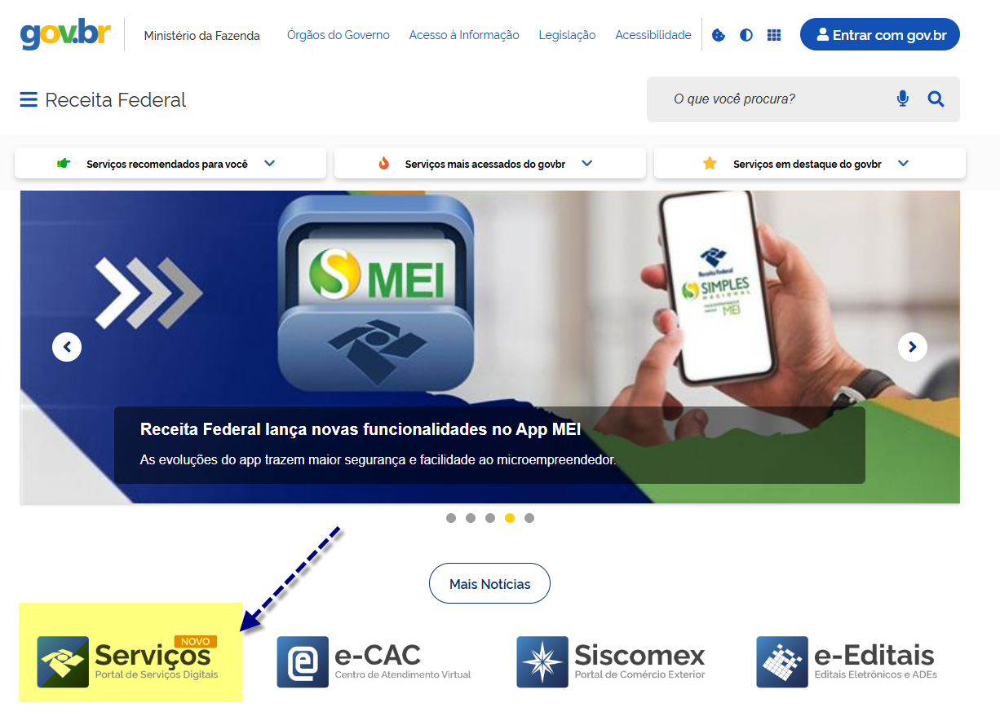 gov.br
Ministério da Fazenda
Órgãos do Governo
Acesso à Informação
Legislação
Acessibilidade
Entrar com gov.br
Receita Federal
O que você procura?
Serviços recomendados para você
Serviços mais acessados do govbr
Serviços em destaque do govbr
S MEI
Receita Federal
SIMPLES
NACIONAL
MEI
Receita Federal lança novas funcionalidades no App MEI
As evoluções do app trazem maior segurança e facilidade ao microempreendedor.
Mais Notícias
NOVO
Serviços
Portal de Serviços Digitais
e-CAC
Centro de Atendimento Virtual
Siscomex
Portal de Comércio Exterior
e-Editais
Editais Eletrônicos e ADEs